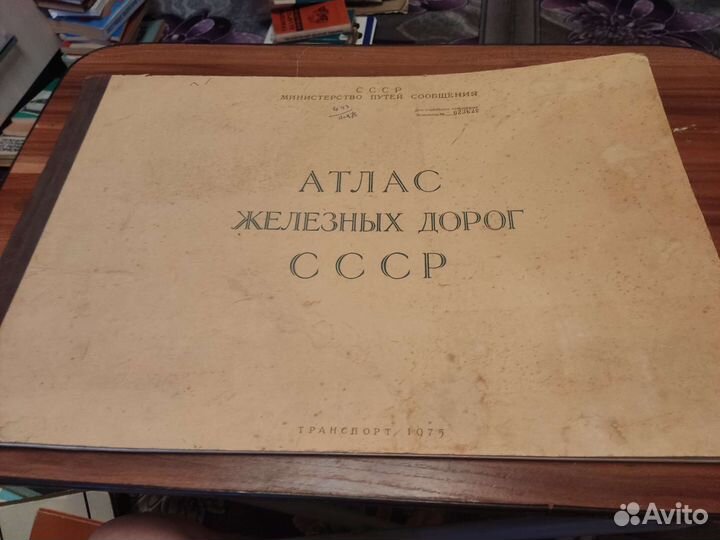 СССР
МИНИСТЕРСТВО ПУТЕЙ СООБЩЕНИЯ
АТЛАС
ЖЕЛЕЗНЫХ ДОРОГ
СССР
ТРАНСПОРТ 1975
Avito